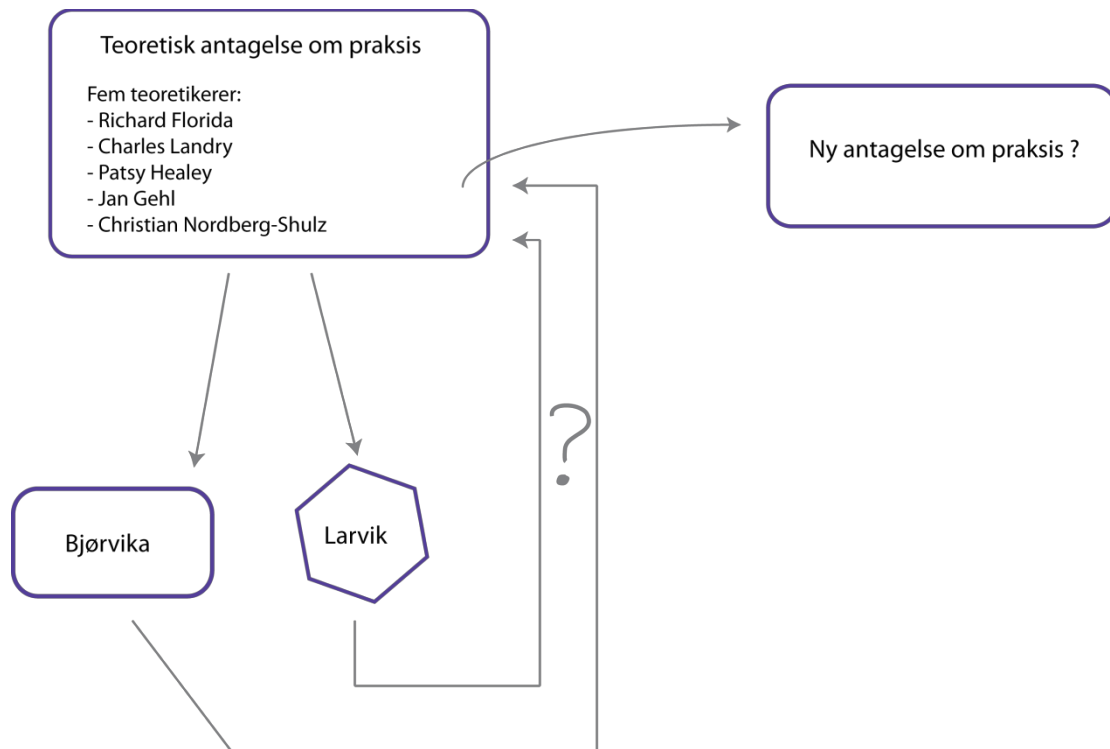 Teoretisk antagelse om praksis
Fem teoretikerer:
- Richard Florida
- Charles Landry
- Patsy Healey
- Jan Gehl
- Christian Nordberg-Shulz
Ny antagelse om praksis ?
?
Bjørvika
Larvik